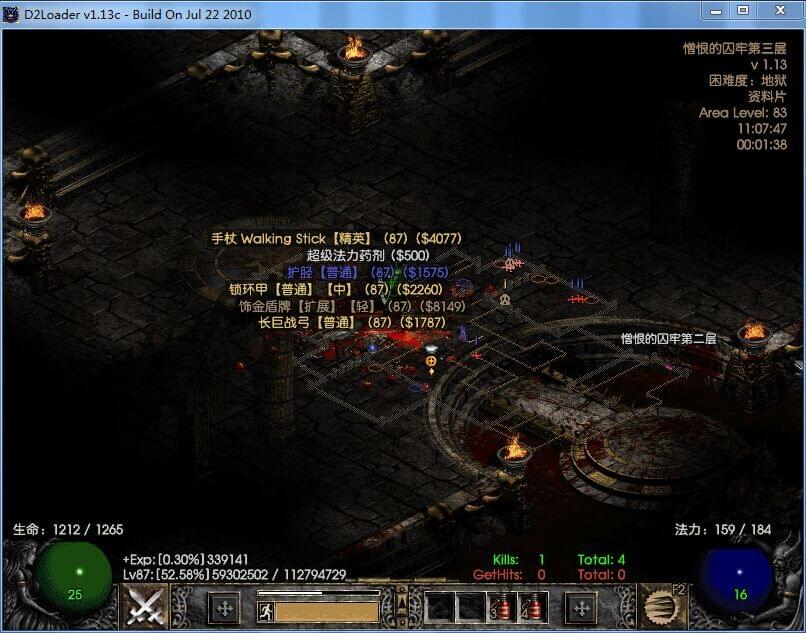 D2Loader v1.13c - Build On Jul 22 2010
憎恨的囚牢第三层
v 1.13
困难度：地狱
资料片
Area Level: 83
11:07:47
00:01:38
手杖 Walking Stick【精英】 (87) ($4077)
超级法力药剂 ($500)
护胫【普通】 (87) ($1575)
锁环甲【普通】【中】 (87) ($2260)
饰金盾牌【扩展】【轻】 (87) ($8149)
长巨战弓【普通】 (87) ($1787)
憎恨的囚牢第二层
生命：1212 / 1265
法力：159 / 184
+Exp:[0.30%]339141
Kills: 1 Total: 4
Lv87:[52.58%]59302502 / 112794729
GetHits: 0 Total: 0
25
3
4
F2
16